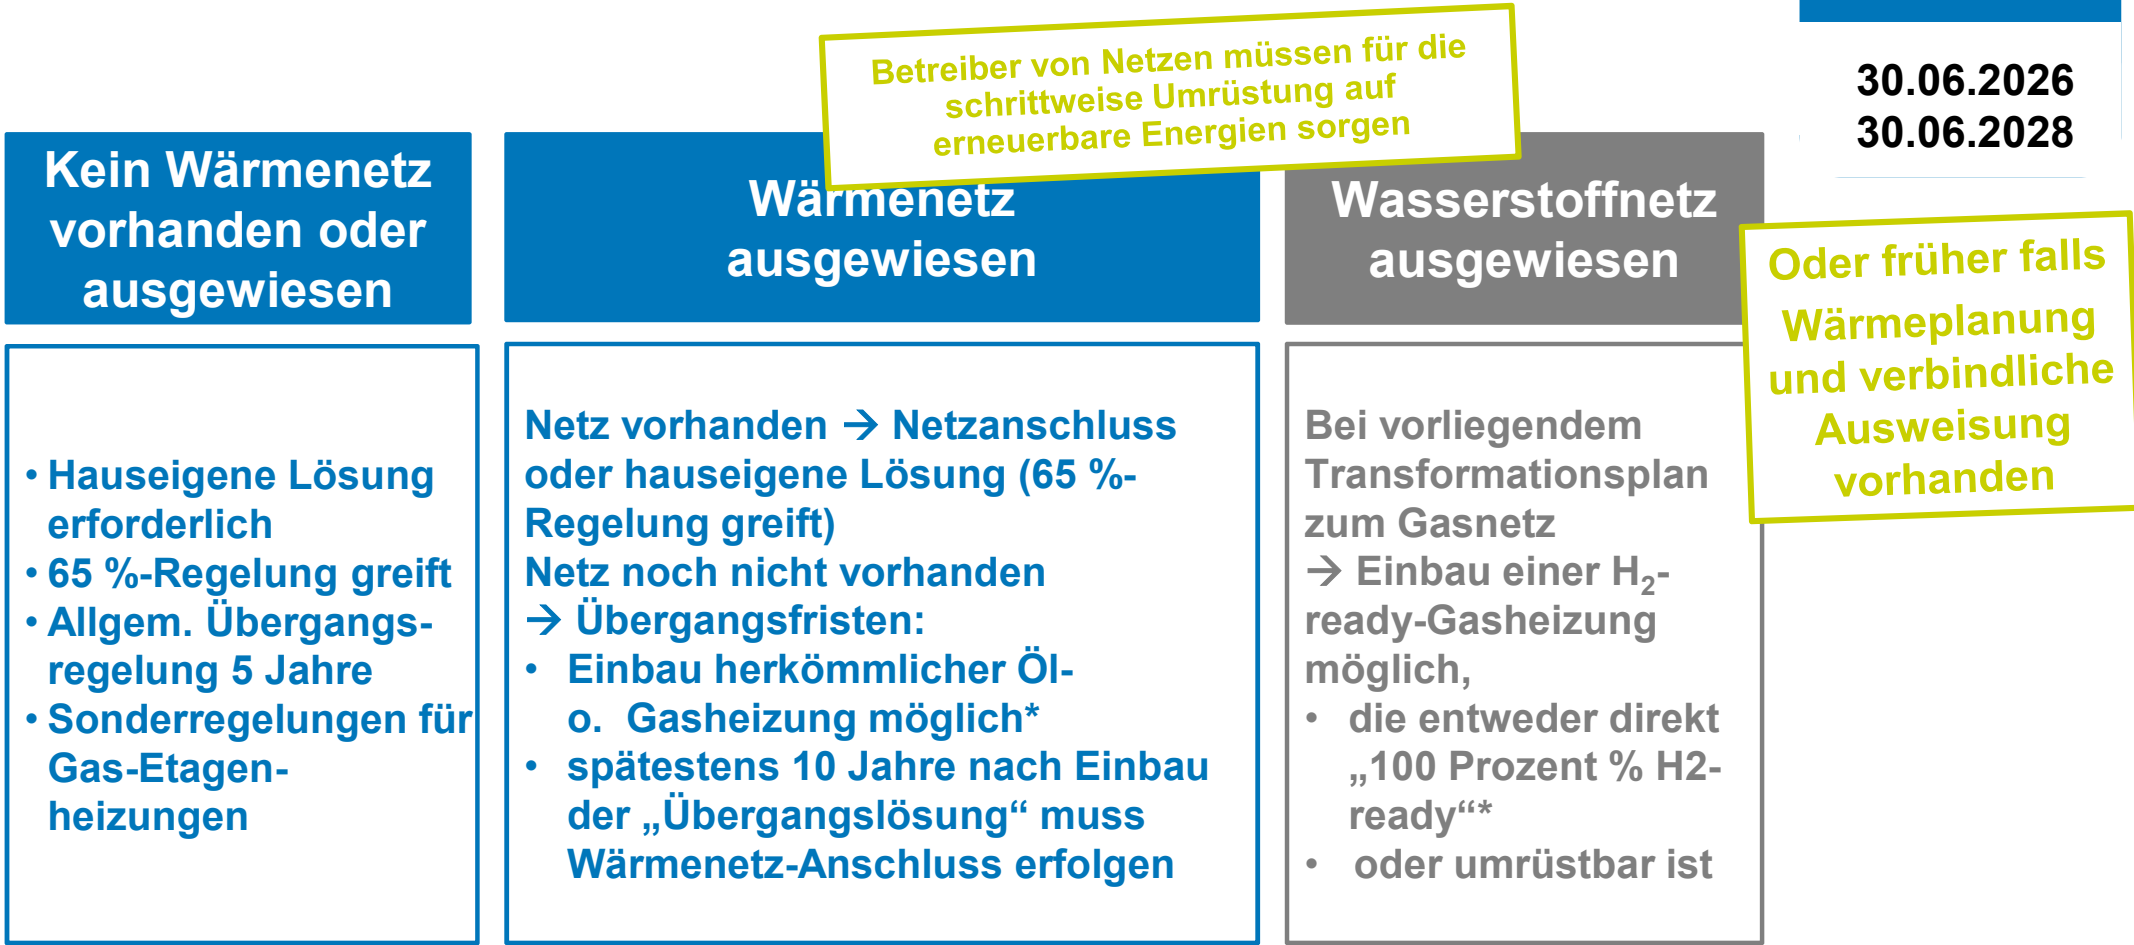 Betreiber von Netzen müssen für die
schrittweise Umrüstung auf
erneuerbare Energien sorgen
30.06.2026
30.06.2028
Kein Wärmenetz
vorhanden oder
ausgewiesen
Wärmenetz
ausgewiesen
Wasserstoffnetz
ausgewiesen
Oder früher falls
Wärmeplanung
und verbindliche
Ausweisung
vorhanden
• Hauseigene Lösung
erforderlich
• 65 %-Regelung greift
• Allgem. Übergangs-
regelung 5 Jahre
• Sonderregelungen für
Gas-Etagen-
heizungen
Netz vorhanden → Netzanschluss
oder hauseigene Lösung (65 %-
Regelung greift)
Netz noch nicht vorhanden
→ Übergangsfristen:
• Einbau herkömmlicher Öl-
o. Gasheizung möglich*
• spätestens 10 Jahre nach Einbau
der „Übergangslösung“ muss
Wärmenetz-Anschluss erfolgen
Bei vorliegendem
Transformationsplan
zum Gasnetz
→ Einbau einer H₂-
ready-Gasheizung
möglich,
• die entweder direkt
„100 Prozent % H2-
ready“*
• oder umrüstbar ist